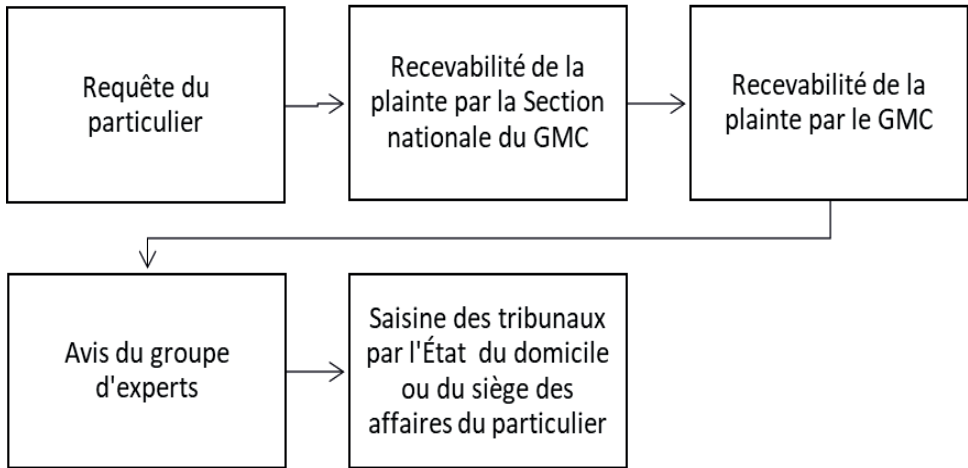 Requête du
particulier
Recevabilité de la
plainte par la Section
nationale du GMC
Recevabilité de la
plainte par le GMC
Avis du groupe
d'experts
Saisine des tribunaux
par l'État du domicile
ou du siège des
affaires du particulier